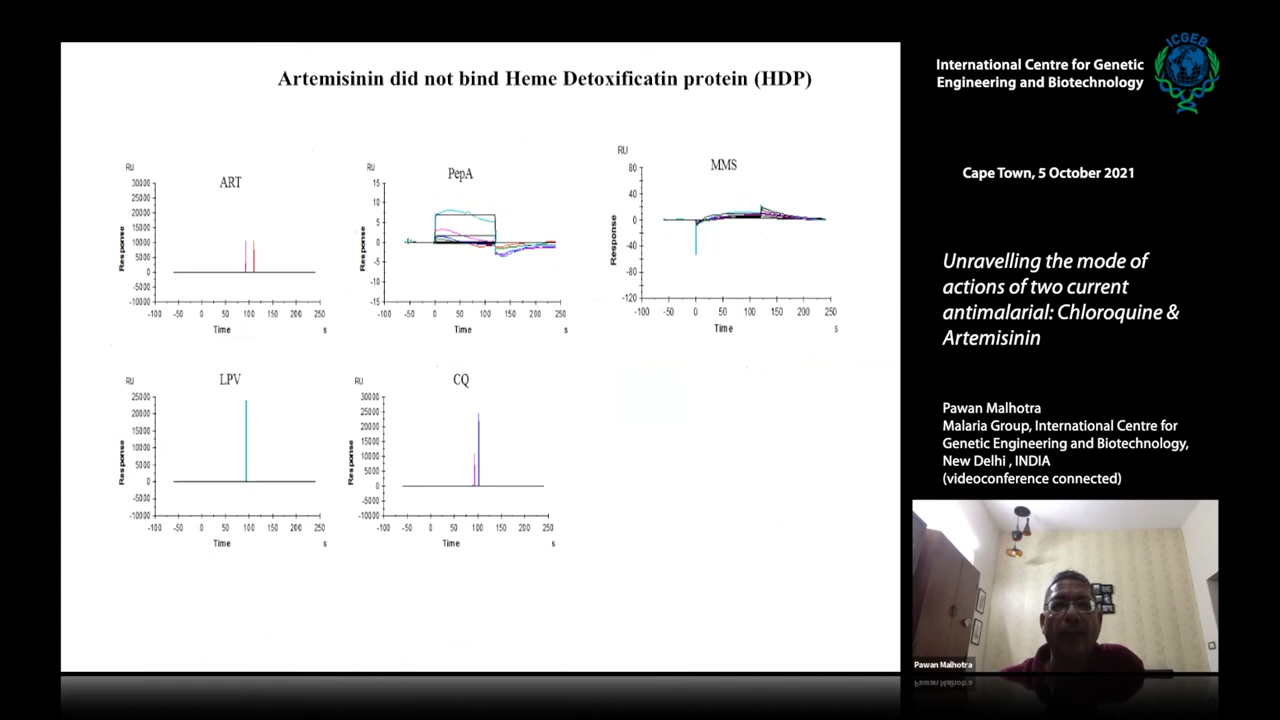 Artemisinin did not bind Heme Detoxificatin protein (HDP)
RU
ART
30000
25000
20000
15000
10000
5000
0
-5000
-10000
Response
-100 -50 0 50 100 150 200 250
Time
s
RU
PepA
15
10
5
0
-5
-10
-15
Response
-100 -50 0 50 100 150 200 250
Time
s
RU
MMS
80
40
0
-40
-80
-120
Response
-100 -50 0 50 100 150 200 250
Time
s
RU
LPV
25000
20000
15000
10000
5000
0
-5000
-10000
Response
-100 -50 0 50 100 150 200 250
Time
s
RU
CQ
30000
25000
20000
15000
10000
5000
0
-5000
-10000
Response
-100 -50 0 50 100 150 200 250
Time
s
International Centre for Genetic
Engineering and Biotechnology
ICGEB
Cape Town, 5 October 2021
Unravelling the mode of
actions of two current
antimalarial: Chloroquine &
Artemisinin
Pawan Malhotra
Malaria Group, International Centre for
Genetic Engineering and Biotechnology,
New Delhi , INDIA
(videoconference connected)
Pawan Malhotra